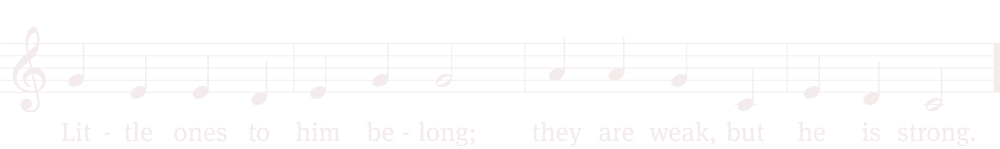 Lit - tle ones to him be - long; they are weak, but he is strong.